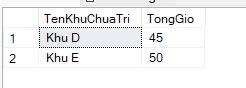 TenKhuChuaTri TongGio
1 Khu D 45
2 Khu E 50